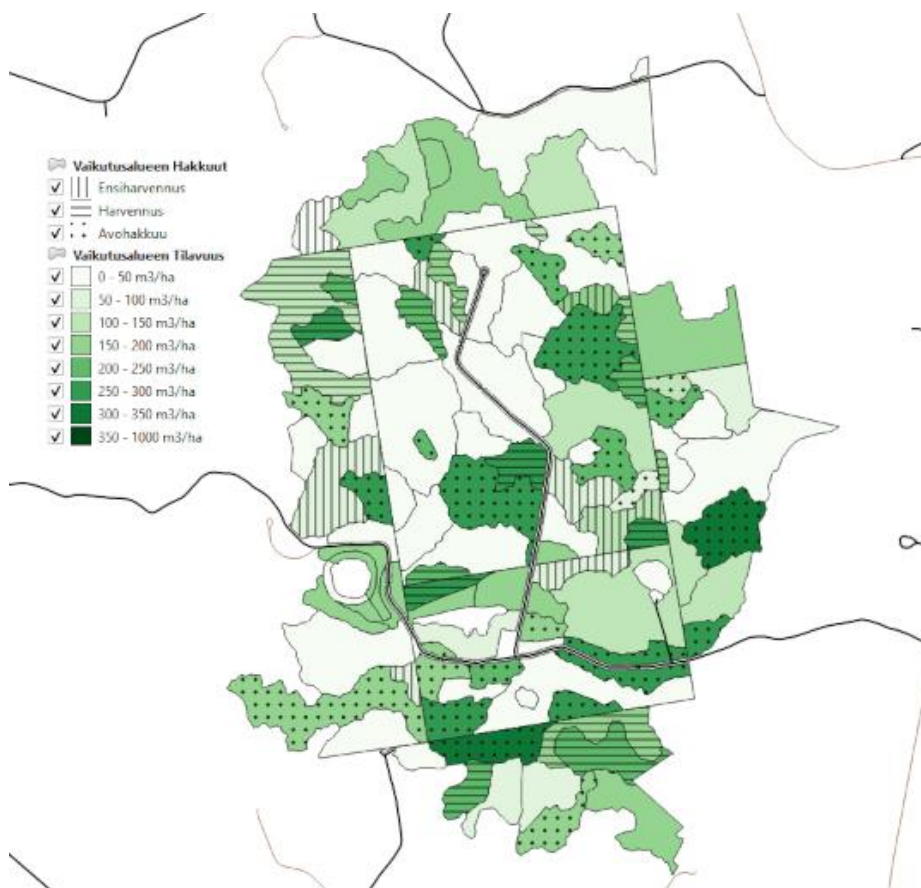 Vaikutusalueen Hakkuut
Ensiharvennus
Harvennus
Avohakkuu
Vaikutusalueen Tilavuus
0 - 50 m3/ha
50 - 100 m3/ha
100 - 150 m3/ha
150 - 200 m3/ha
200 - 250 m3/ha
250 - 300 m3/ha
300 - 350 m3/ha
350 - 1000 m3/ha